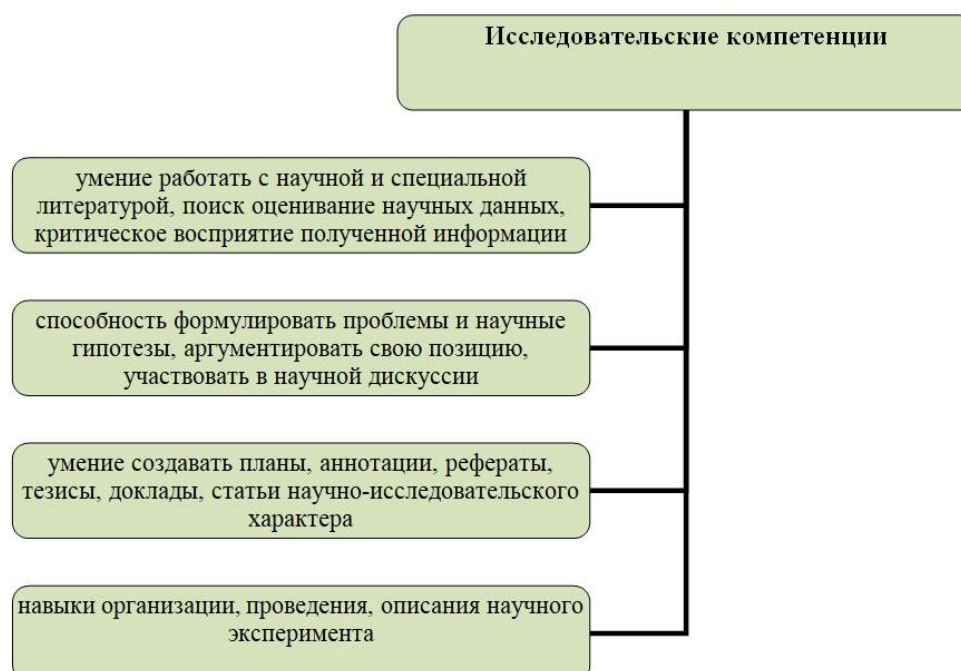 Исследовательские компетенции
умение работать с научной и специальной
литературой, поиск оценивание научных данных,
критическое восприятие полученной информации
способность формулировать проблемы и научные
гипотезы, аргументировать свою позицию,
участвовать в научной дискуссии
умение создавать планы, аннотации, рефераты,
тезисы, доклады, статьи научно-исследовательского
характера
навыки организации, проведения, описания научного
эксперимента